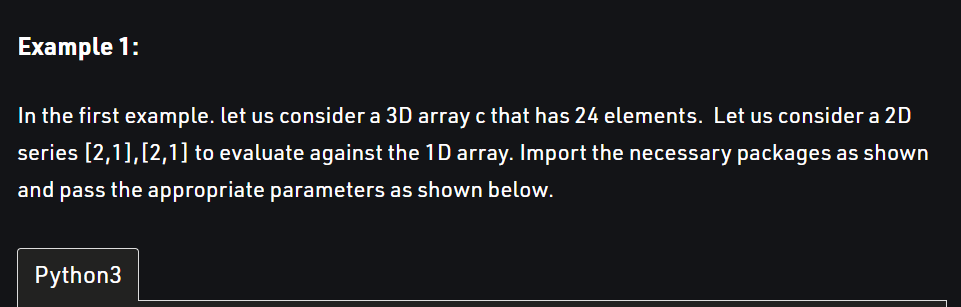 Example 1:
In the first example. let us consider a 3D array c that has 24 elements.  Let us consider a 2D
series [2,1],[2,1] to evaluate against the 1D array. Import the necessary packages as shown
and pass the appropriate parameters as shown below.
Python3